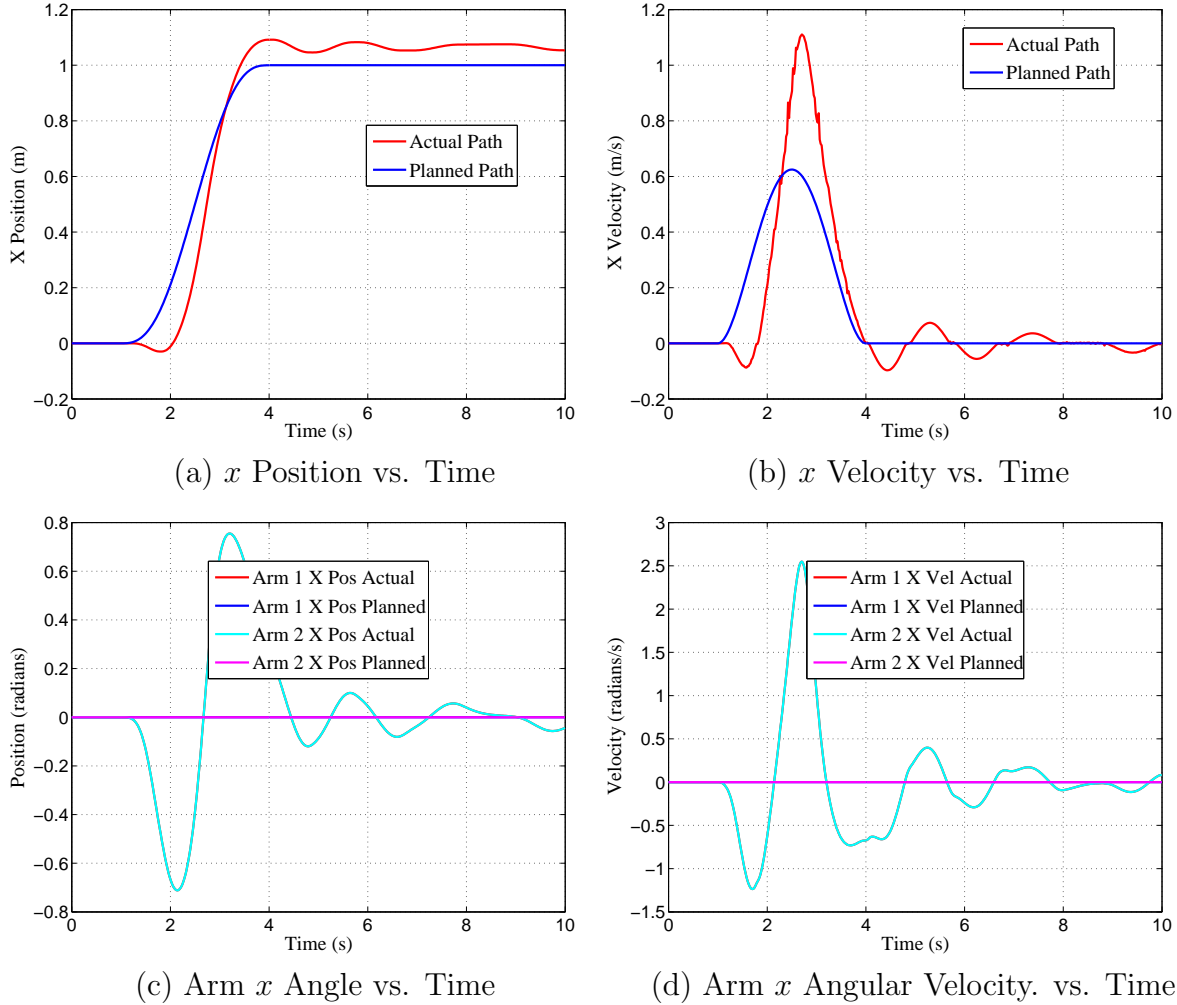 1.2
1
0.8
0.6
0.4
0.2
0
−0.2
X Position (m)
Actual Path
Planned Path
0 2 4 6 8 10
Time (s)
(a) x Position vs. Time
1.2
1
0.8
0.6
0.4
0.2
0
−0.2
X Velocity (m/s)
Actual Path
Planned Path
0 2 4 6 8 10
Time (s)
(b) x Velocity vs. Time
0.8
0.6
0.4
0.2
0
−0.2
−0.4
−0.6
−0.8
Position (radians)
Arm 1 X Pos Actual
Arm 1 X Pos Planned
Arm 2 X Pos Actual
Arm 2 X Pos Planned
0 2 4 6 8 10
Time (s)
(c) Arm x Angle vs. Time
3
2.5
2
1.5
1
0.5
0
−0.5
−1
−1.5
Velocity (radians/s)
Arm 1 X Vel Actual
Arm 1 X Vel Planned
Arm 2 X Vel Actual
Arm 2 X Vel Planned
0 2 4 6 8 10
Time (s)
(d) Arm x Angular Velocity. vs. Time